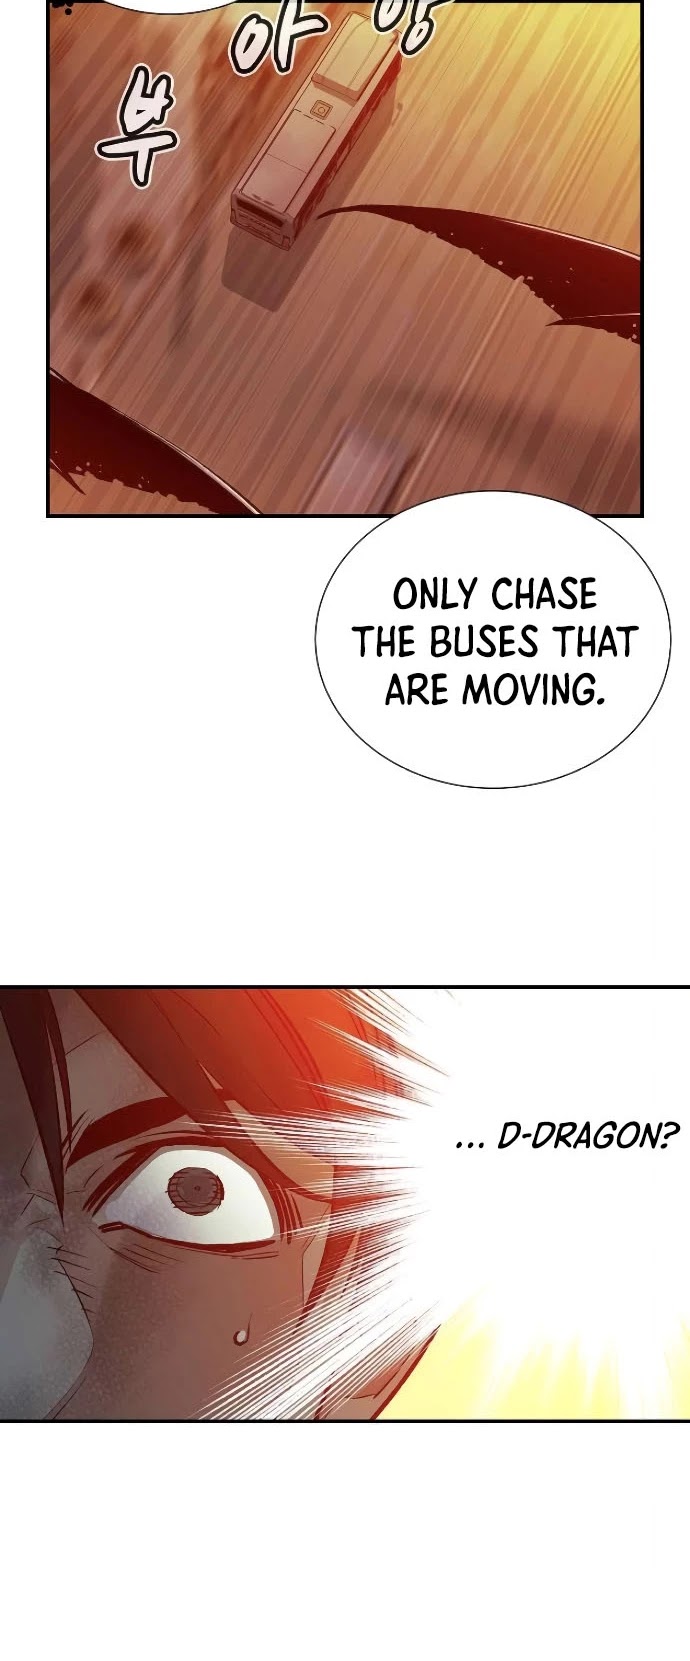 부
아
앙
ONLY CHASE
THE BUSES THAT
ARE MOVING.
... D-DRAGON?